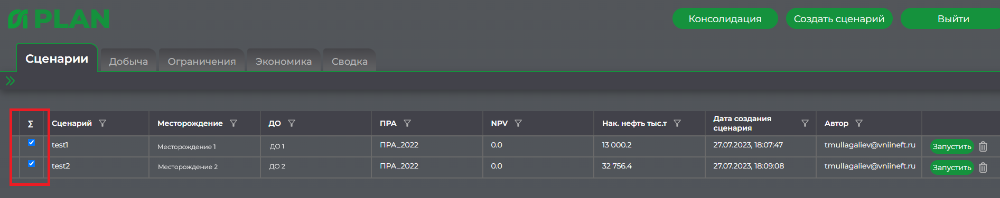 PLAN
Консолидация Создать сценарий Выйти
Сценарии Добыча Ограничения Экономика Сводка
Σ Сценарий Месторождение ДО ПРА NPV Нак. нефть тыс.т Дата создания сценария Автор
test1 Месторождение 1 ДО 1 ПРА_2022 0.0 13 000.2 27.07.2023, 18:07:47 tmullagaliev@vniineft.ru Запустить
test2 Месторождение 2 ДО 2 ПРА_2022 0.0 32 756.4 27.07.2023, 18:09:08 tmullagaliev@vniineft.ru Запустить